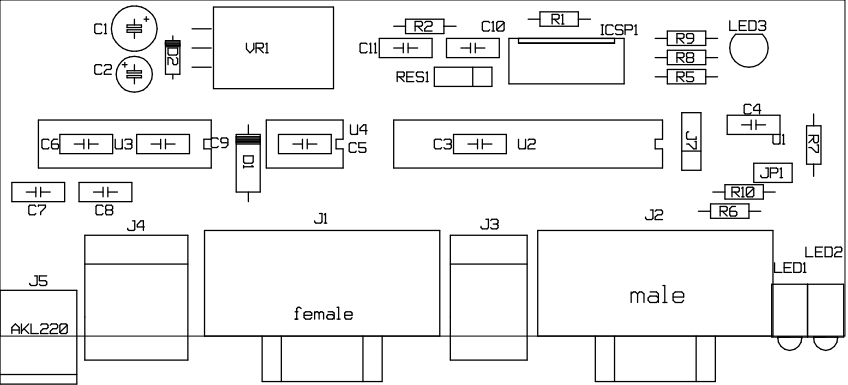 C1
R2
C10
R1
ICSP1
LED3
C11
VR1
D2
R9
C2
RES1
R8
R5
C6
U3
C9
D1
U4
C5
C3
U2
J7
C4
U1
R7
JP1
C7
C8
R10
R6
J4
J1
J3
J2
LED2
LED1
J5
AKL220
female
male